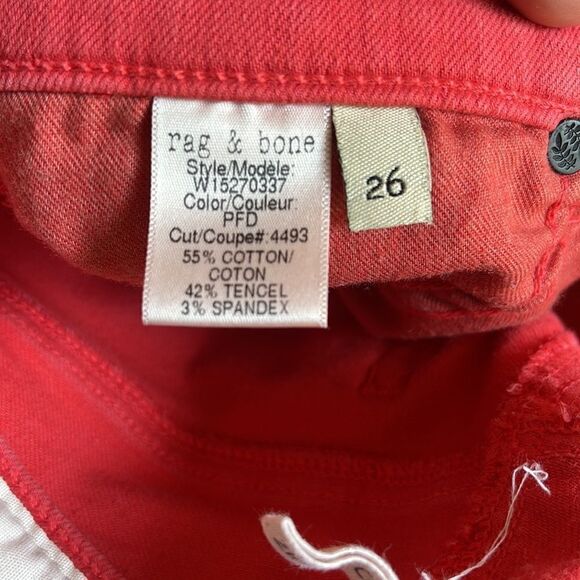 rag & bone
Style/Modèle:
W15270337
Color/Couleur:
PFD
Cut/Coupe#: 4493
55% COTTON/
COTON
42% TENCEL
3% SPANDEX
26